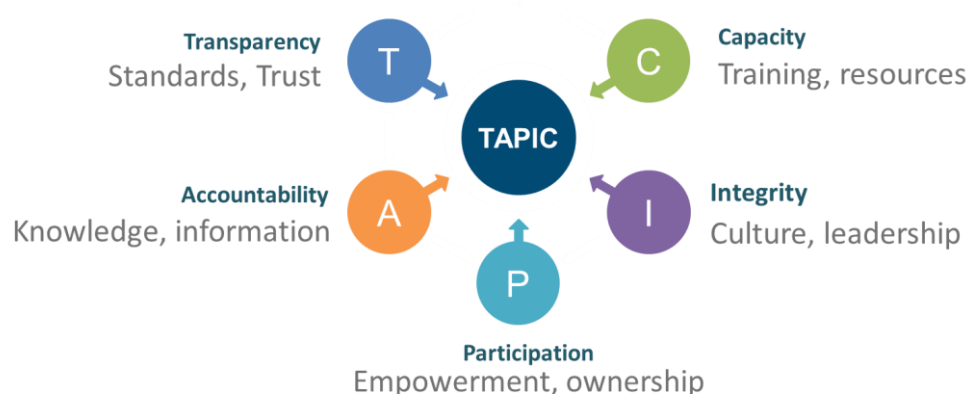 Transparency
Standards, Trust
T
C
Capacity
Training, resources
TAPIC
Accountability
Knowledge, information
A
I
Integrity
Culture, leadership
P
Participation
Empowerment, ownership